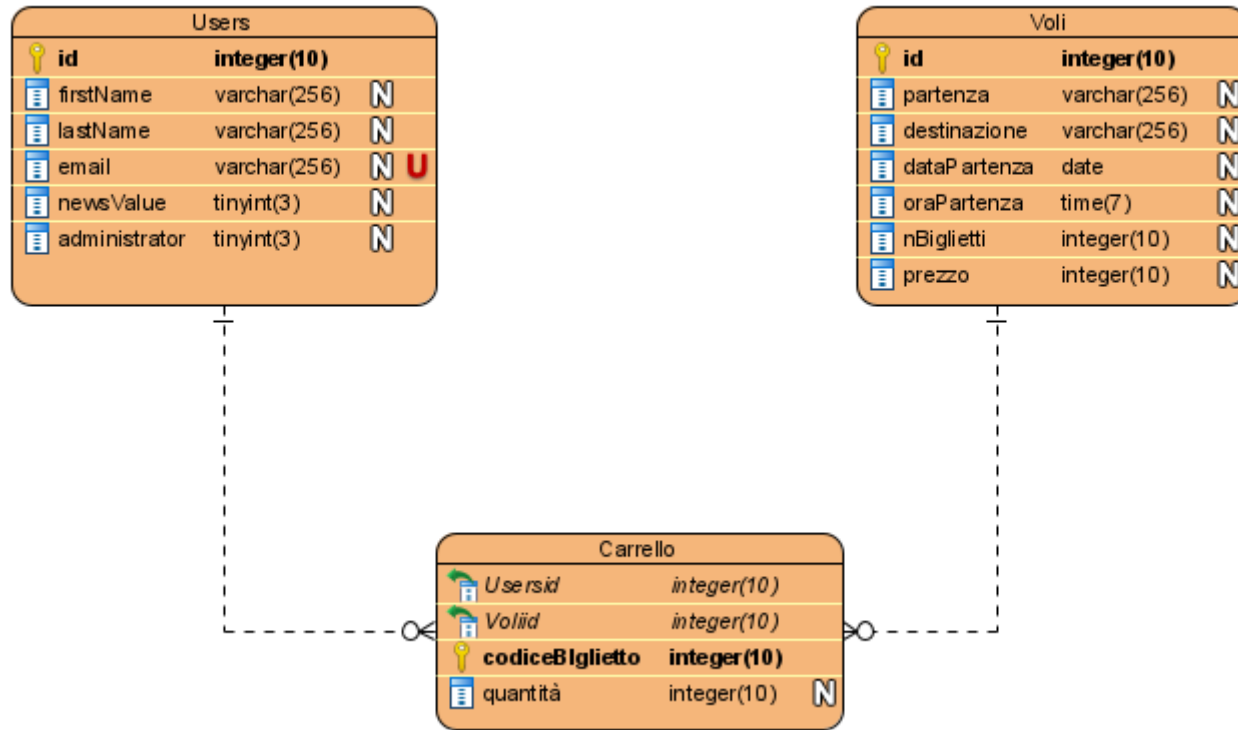 Users
id integer(10)
firstName varchar(256) N
lastName varchar(256) N
email varchar(256) N U
newsValue tinyint(3) N
administrator tinyint(3) N
Voli
id integer(10)
partenza varchar(256) N
destinazione varchar(256) N
dataPartenza date N
oraPartenza time(7) N
nBiglietti integer(10) N
prezzo integer(10) N
Carrello
Usersid integer(10)
Voliid integer(10)
codiceBIglietto integer(10)
quantità integer(10) N